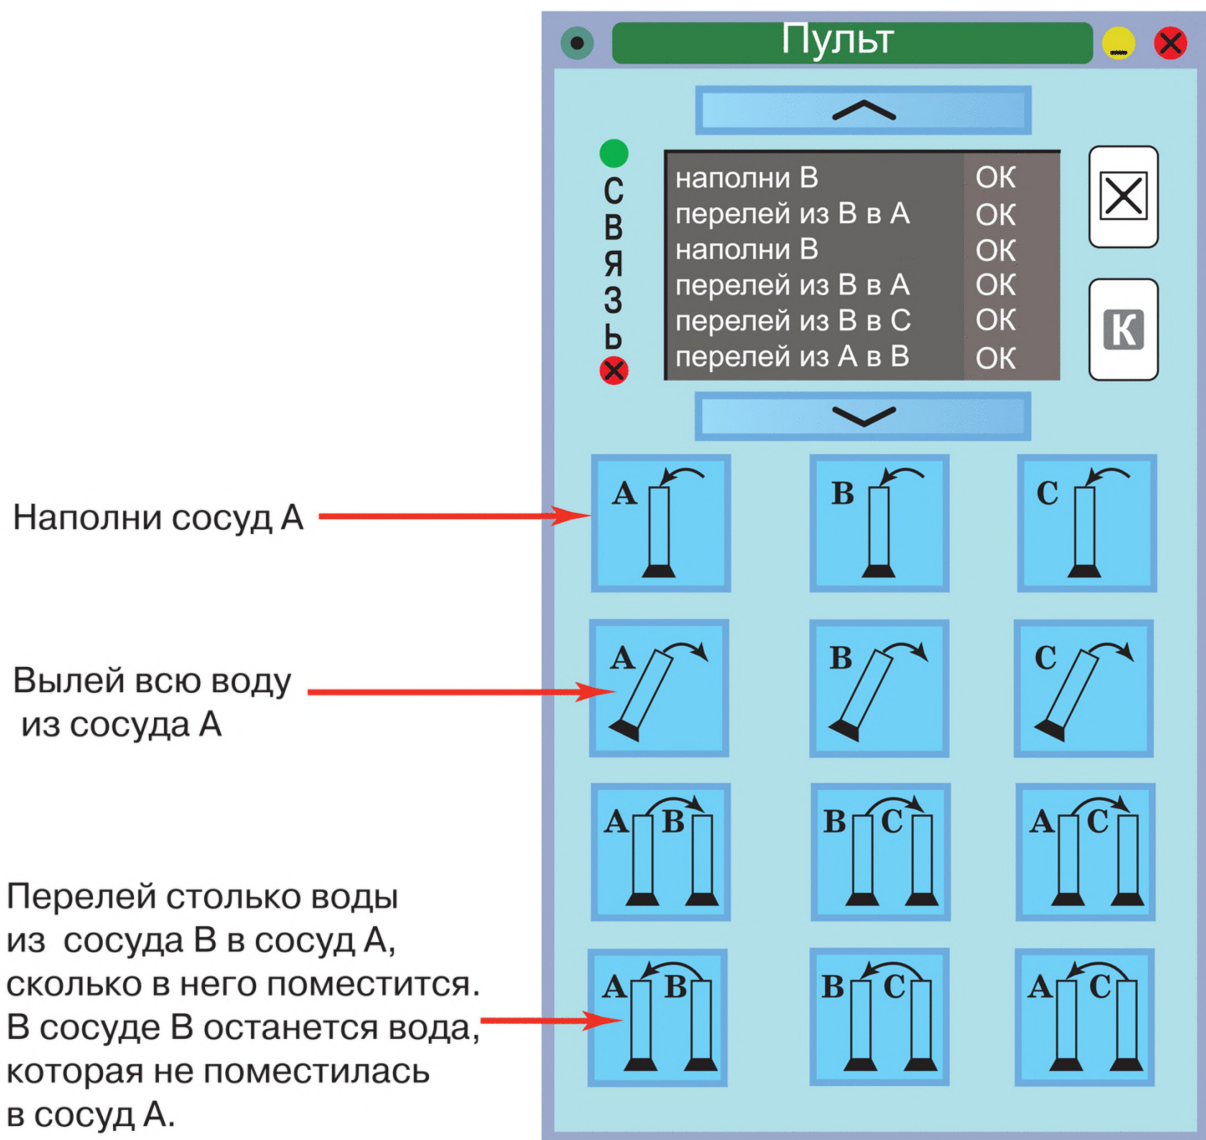 Пульт
СВЯЗЬ
наполни В ОК
перелей из В в А ОК
наполни В ОК
перелей из В в А ОК
перелей из В в С ОК
перелей из А в В ОК
К
Наполни сосуд А
А
В
С
Вылей всю воду
из сосуда А
А
В
С
А В
В С
А С
Перелей столько воды
из сосуда В в сосуд А,
сколько в него поместится.
В сосуде В останется вода,
которая не поместилась
в сосуд А.
А В
В С
А С